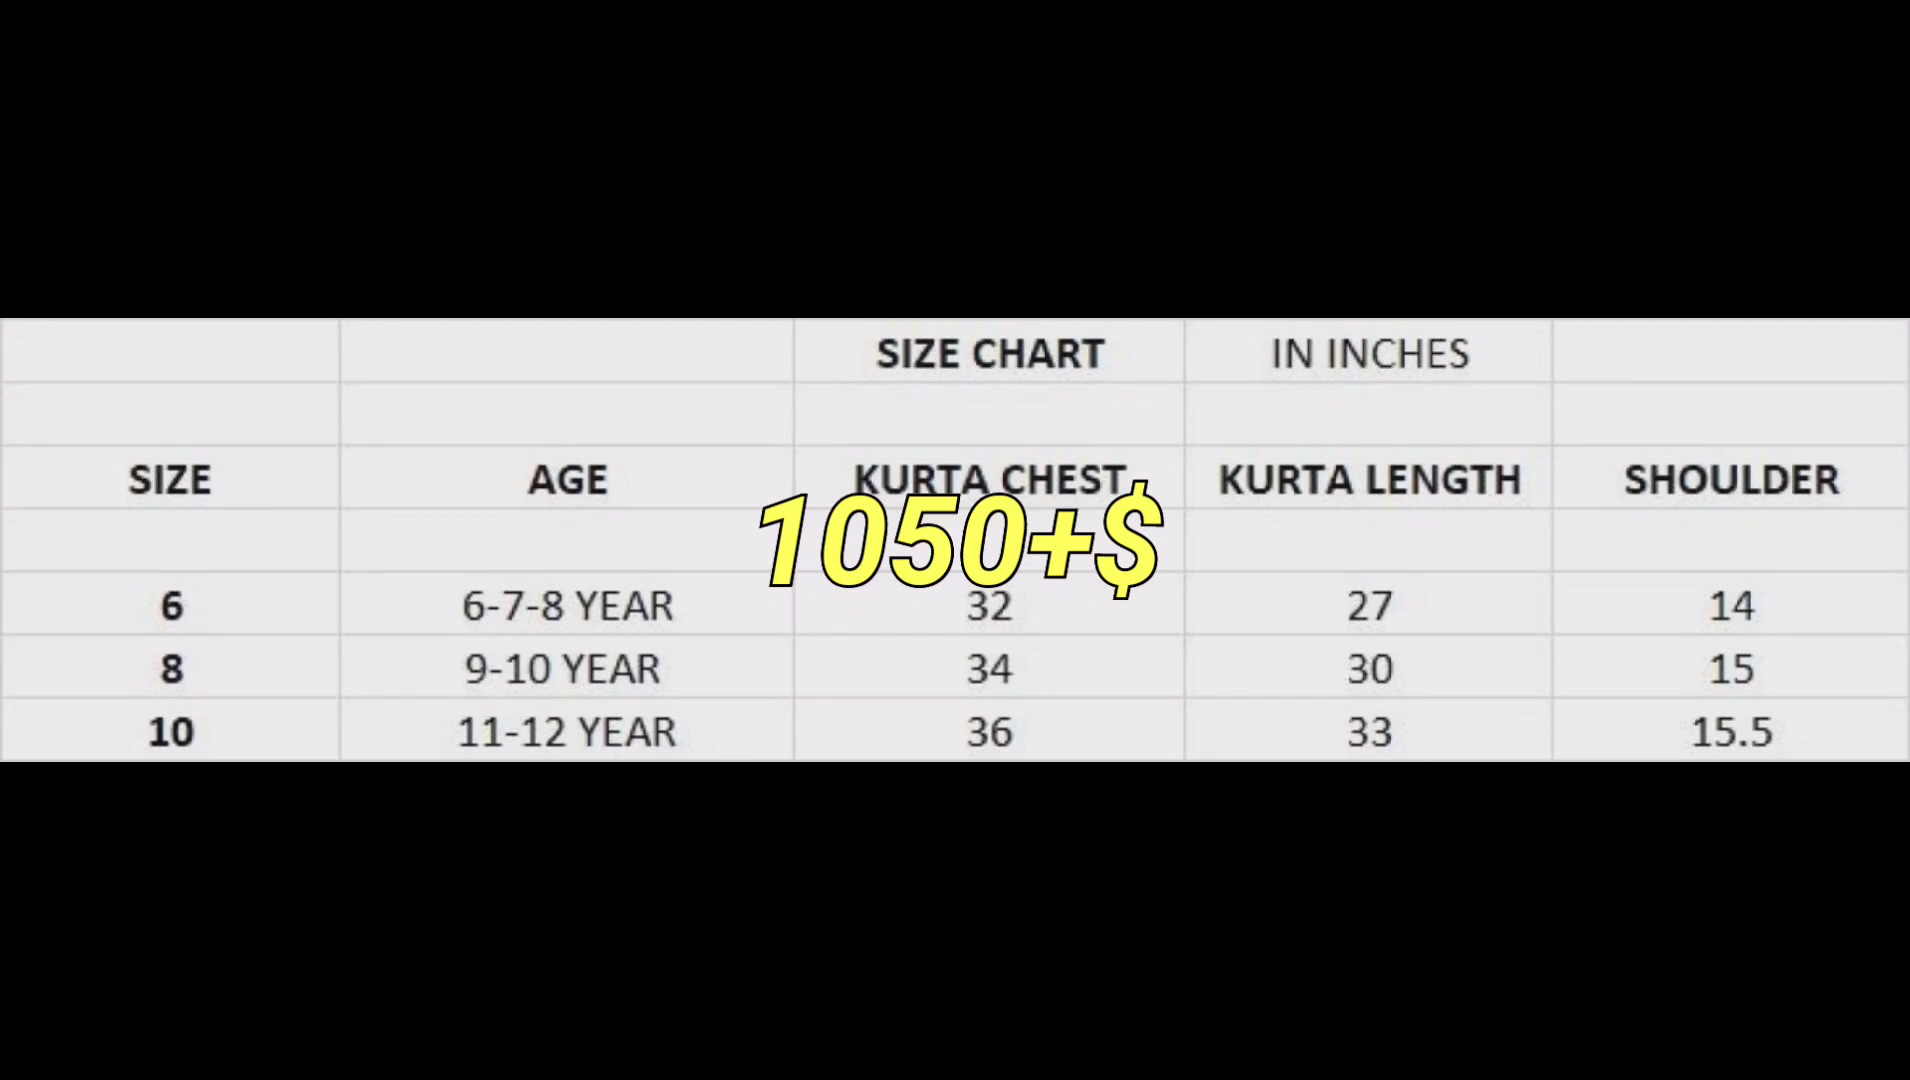 SIZE CHART IN INCHES
SIZE AGE KURTA CHEST KURTA LENGTH SHOULDER
1050+$
6 6-7-8 YEAR 32 27 14
8 9-10 YEAR 34 30 15
10 11-12 YEAR 36 33 15.5